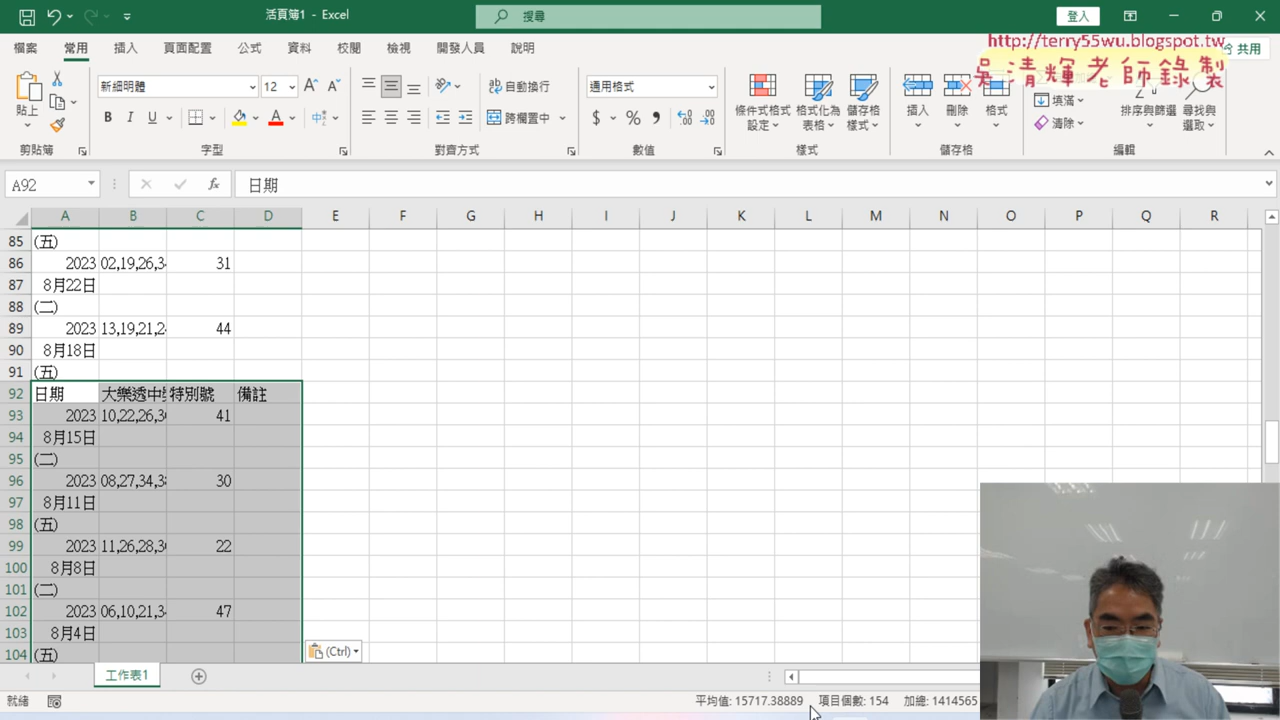 活頁簿1 - Excel
搜尋
登入
檔案 常用 插入 頁面配置 公式 資料 校閱 檢視 開發人員 說明
http://terry55wu.blogspot.tw
吳清輝老師錄製
共用
貼上
新細明體 12
B I U
自動換行
跨欄置中
通用格式
$ %
條件式格式設定
格式化為表格
儲存格樣式
插入 刪除 格式
填滿
清除
排序與篩選
尋找與選取
剪貼簿 字型 對齊方式 數值 樣式 儲存格 編輯
A92 fx 日期
A B C D E F G H I J K L M N O P Q R
85 (五)
86 2023 02,19,26,3 31
87 8月22日
88 (二)
89 2023 13,19,21,2 44
90 8月18日
91 (五)
92 日期 大樂透中 特別號 備註
93 2023 10,22,26,3 41
94 8月15日
95 (二)
96 2023 08,27,34,3 30
97 8月11日
98 (五)
99 2023 11,26,28,3 22
100 8月8日
101 (二)
102 2023 06,10,21,3 47
103 8月4日
104 (五)
(Ctrl)
工作表1
就緒
平均值: 15717.38889 項目個數: 154 加總: 1414565